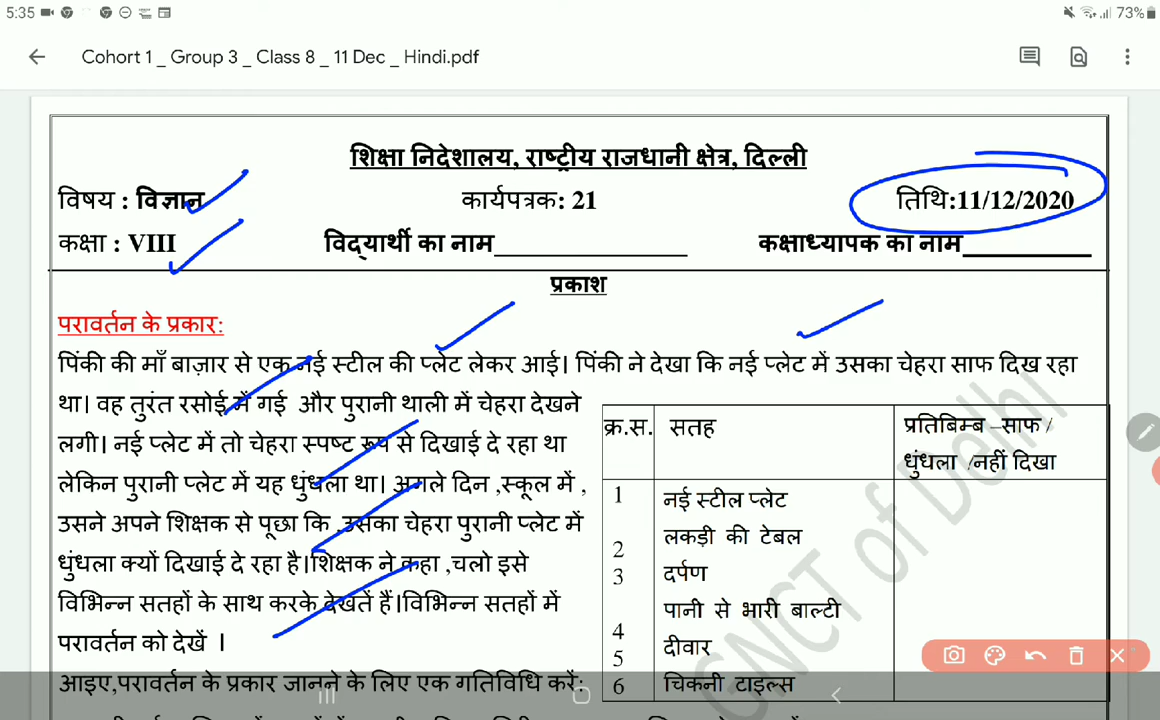 5:35
73%
Cohort 1 _ Group 3 _ Class 8 _ 11 Dec _ Hindi.pdf
शिक्षा निदेशालय, राष्ट्रीय राजधानी क्षेत्र, दिल्ली
विषय : विज्ञान कार्यपत्रक: 21 तिथि:11/12/2020
कक्षा : VIII विद्यार्थी का नाम________________ कक्षाध्यापक का नाम__________
प्रकाश
परावर्तन के प्रकार:
पिंकी की माँ बाज़ार से एक नई स्टील की प्लेट लेकर आई। पिंकी ने देखा कि नई प्लेट में उसका चेहरा साफ दिख रहा
था। वह तुरंत रसोई में गई और पुरानी थाली में चेहरा देखने
लगी। नई प्लेट में तो चेहरा स्पष्ट रूप से दिखाई दे रहा था
लेकिन पुरानी प्लेट में यह धुंधला था। अगले दिन ,स्कूल में ,
उसने अपने शिक्षक से पूछा कि ,उसका चेहरा पुरानी प्लेट में
धुंधला क्यों दिखाई दे रहा है।शिक्षक ने कहा ,चलो इसे
विभिन्न सतहों के साथ करके देखतें हैं।विभिन्न सतहों में
परावर्तन को देखें ।
आइए,परावर्तन के प्रकार जानने के लिए एक गतिविधि करें:
क्र.स. सतह प्रतिबिम्ब –साफ /
धुंधला /नहीं दिखा
1 नई स्टील प्लेट
2 लकड़ी की टेबल
3 दर्पण
4 पानी से भारी बाल्टी
5 दीवार
6 चिकनी टाइल्स
GNCT of Delhi